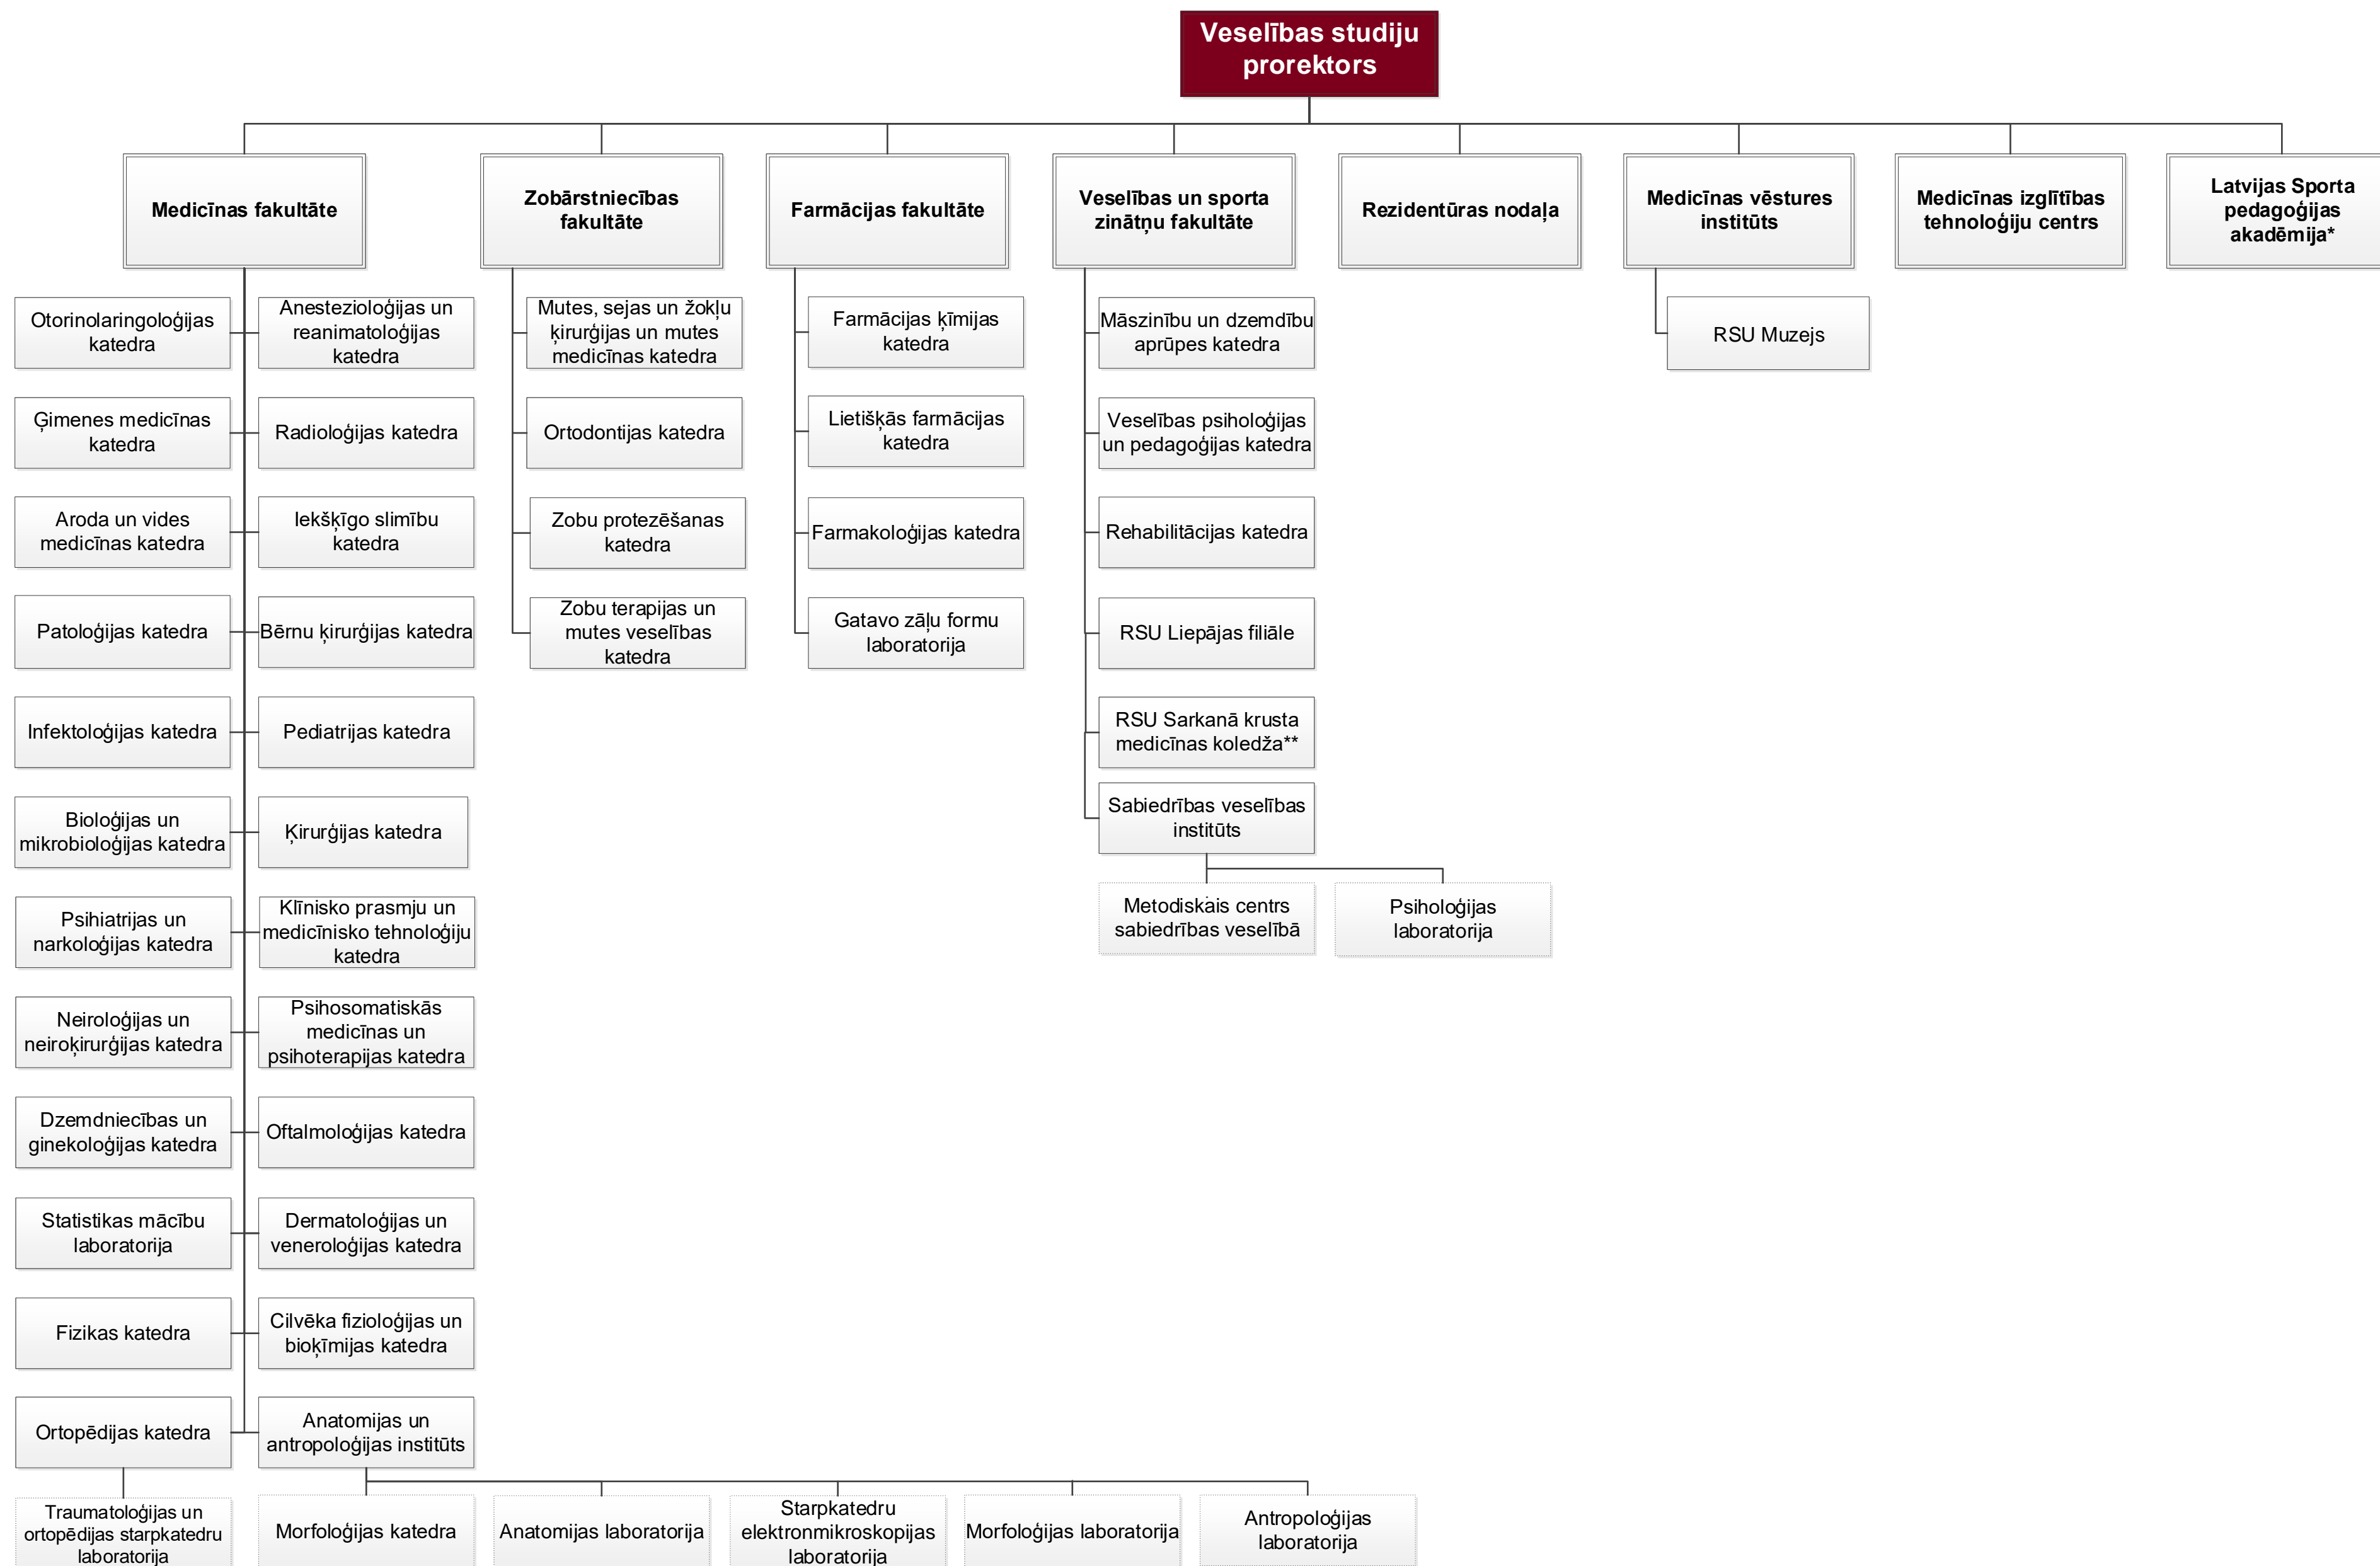 Veselības studiju
prorektors
Medicīnas fakultāte
Zobārstniecības
fakultāte
Farmācijas fakultāte
Veselības un sporta
zinātņu fakultāte
Rezidentūras nodaļa
Medicīnas vēstures
institūts
Medicīnas izglītības
tehnoloģiju centrs
Latvijas Sporta
pedagoģijas
akadēmija*
Otorinolaringoloģijas
katedra
Anestezioloģijas un
reanimatoloģijas
katedra
Mutes, sejas un žokļu
ķirurģijas un mutes
medicīnas katedra
Farmācijas ķīmijas
katedra
Māszinību un dzemdību
aprūpes katedra
RSU Muzejs
Ģimenes medicīnas
katedra
Radioloģijas katedra
Ortodontijas katedra
Lietišķās farmācijas
katedra
Veselības psiholoģijas
un pedagoģijas katedra
Aroda un vides
medicīnas katedra
Iekšķīgo slimību
katedra
Zobu protezēšanas
katedra
Farmakoloģijas katedra
Rehabilitācijas katedra
Patoloģijas katedra
Bērnu ķirurģijas katedra
Zobu terapijas un
mutes veselības
katedra
Gatavo zāļu formu
laboratorija
RSU Liepājas filiāle
Infektoloģijas katedra
Pediatrijas katedra
RSU Sarkanā krusta
medicīnas koledža**
Bioloģijas un
mikrobioloģijas katedra
Ķirurģijas katedra
Sabiedrības veselības
institūts
Psihiatrijas un
narkoloģijas katedra
Klīnisko prasmju un
medicīnisko tehnoloģiju
katedra
Metodiskais centrs
sabiedrības veselībā
Psiholoģijas
laboratorija
Neiroloģijas un
neiroķirurģijas katedra
Psihosomatiskās
medicīnas un
psihoterapijas katedra
Dzemdniecības un
ginekoloģijas katedra
Oftalmoloģijas katedra
Statistikas mācību
laboratorija
Dermatoloģijas un
veneroloģijas katedra
Fizikas katedra
Cilvēka fizioloģijas un
bioķīmijas katedra
Ortopēdijas katedra
Anatomijas un
antropoloģijas institūts
Traumatoloģijas un
ortopēdijas starpkatedru
laboratorija
Morfoloģijas katedra
Anatomijas laboratorija
Starpkatedru
elektronmikroskopijas
laboratorija
Morfoloģijas laboratorija
Antropoloģijas
laboratorija